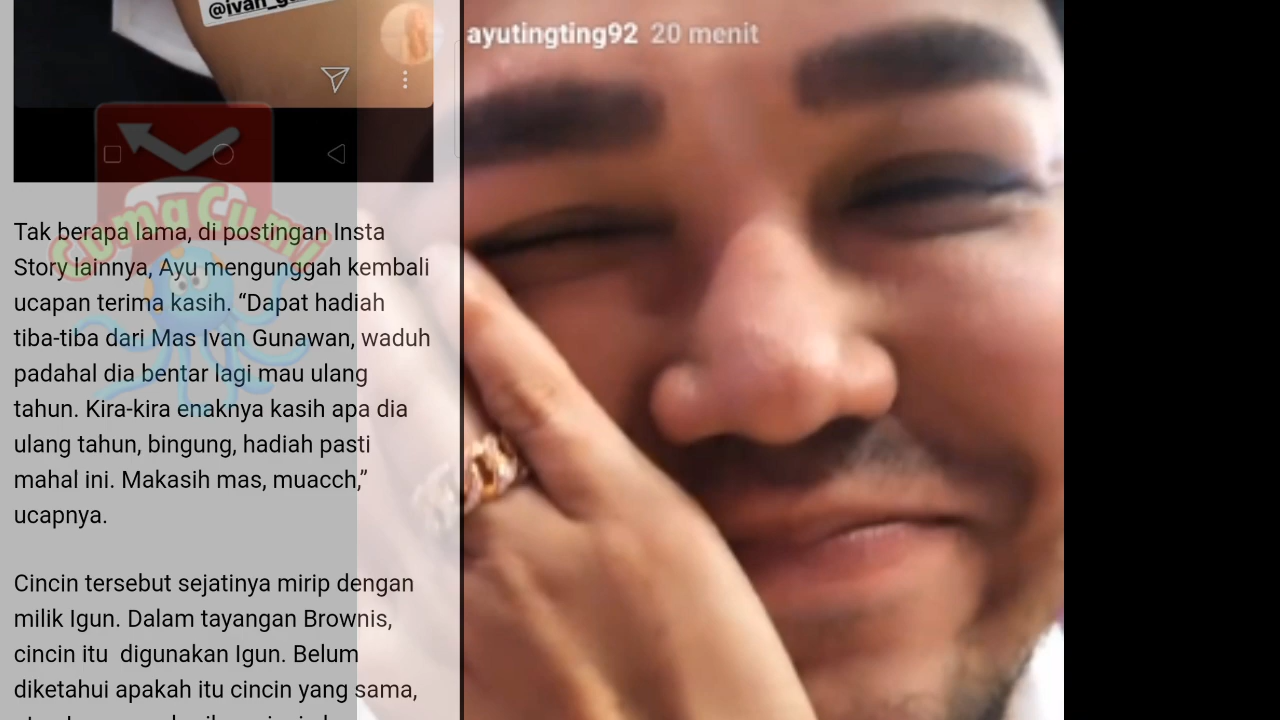 @ivan_g
ayutingting92 20 menit
Cuma Cumi
Tak berapa lama, di postingan Insta
Story lainnya, Ayu mengunggah kembali
ucapan terima kasih. “Dapat hadiah
tiba-tiba dari Mas Ivan Gunawan, waduh
padahal dia bentar lagi mau ulang
tahun. Kira-kira enaknya kasih apa dia
ulang tahun, bingung, hadiah pasti
mahal ini. Makasih mas, muacch,”
ucapnya.
Cincin tersebut sejatinya mirip dengan
milik Igun. Dalam tayangan Brownis,
cincin itu  digunakan Igun. Belum
diketahui apakah itu cincin yang sama,